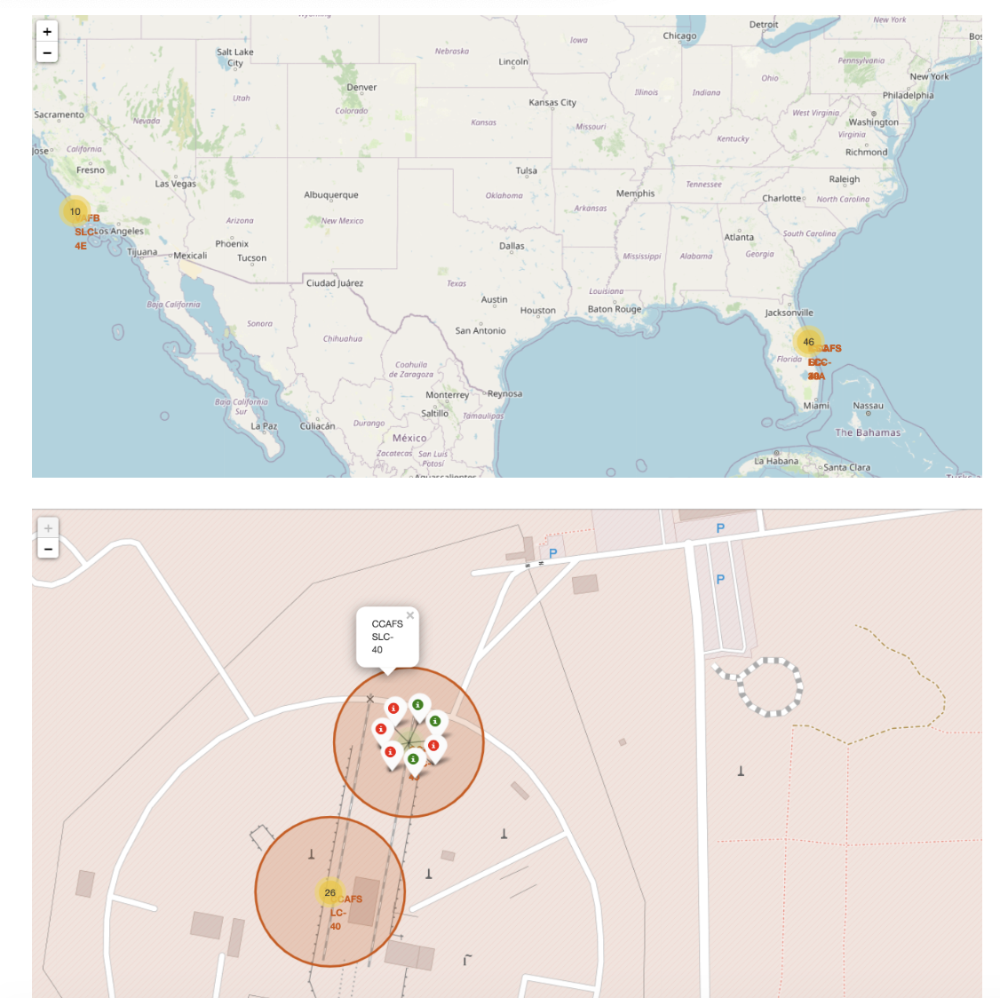 +
−
Wyoming
Salt Lake
City
Denver
Colorado
Utah
Nevada
Sacramento
Jose
California
Fresno
Las Vegas
10
AFB
SLC-
4E
Los Angeles
Tijuana
Mexicali
Arizona
Phoenix
Tucson
Albuquerque
New Mexico
Ciudad Juárez
Baja California
Sonora
Chihuahua
Baja California
Sur
La Paz
Culiacán
Durango
Coahuila
de Zaragoza
Monterrey
Saltillo
Reynosa
Tamaulipas
México
Zacatecas
San Luis
Potosí
Aguascalientes
Nebraska
Lincoln
Iowa
Kansas City
Kansas
Missouri
Tulsa
Oklahoma
Arkansas
Dallas
Texas
Austin
Houston
San Antonio
Louisiana
Baton Rouge
Mississippi
Alabama
Georgia
Atlanta
Memphis
Tennessee
Kentucky
Illinois
Indiana
Ohio
Chicago
Detroit
New York
Bos
Pennsylvania
New York
Philadelphia
West Virginia
Washington
Virginia
Richmond
Raleigh
Charlotte
North Carolina
South Carolina
Jacksonville
46
AFS
Florida
Miami
Nassau
The Bahamas
La Habana
Santa Clara
+
−
P
P
P
CCAFS
SLC-
40
×
26
CCAFS
LC-
40